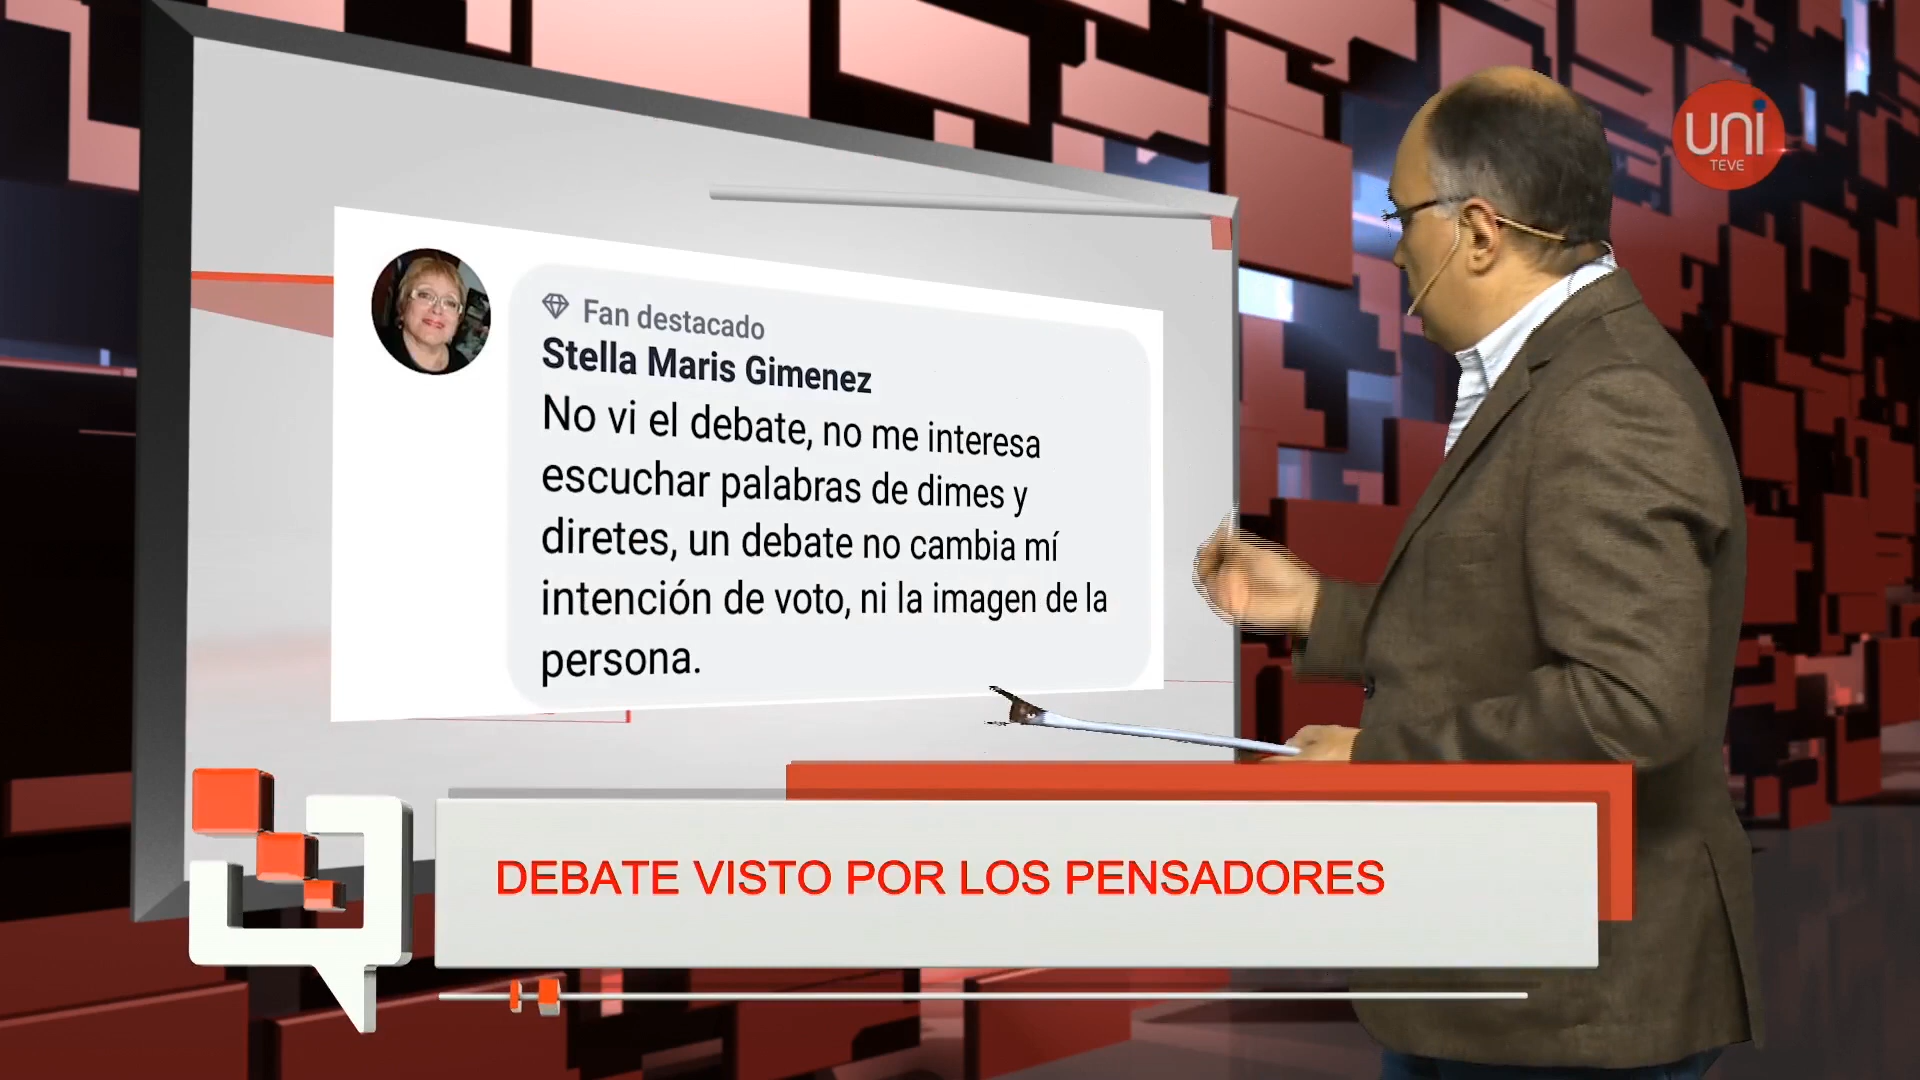 unı
TEVE
Fan destacado
Stella Maris Gimenez
No vi el debate, no me interesa
escuchar palabras de dimes y
diretes, un debate no cambia mí
intención de voto, ni la imagen de la
persona.
DEBATE VISTO POR LOS PENSADORES